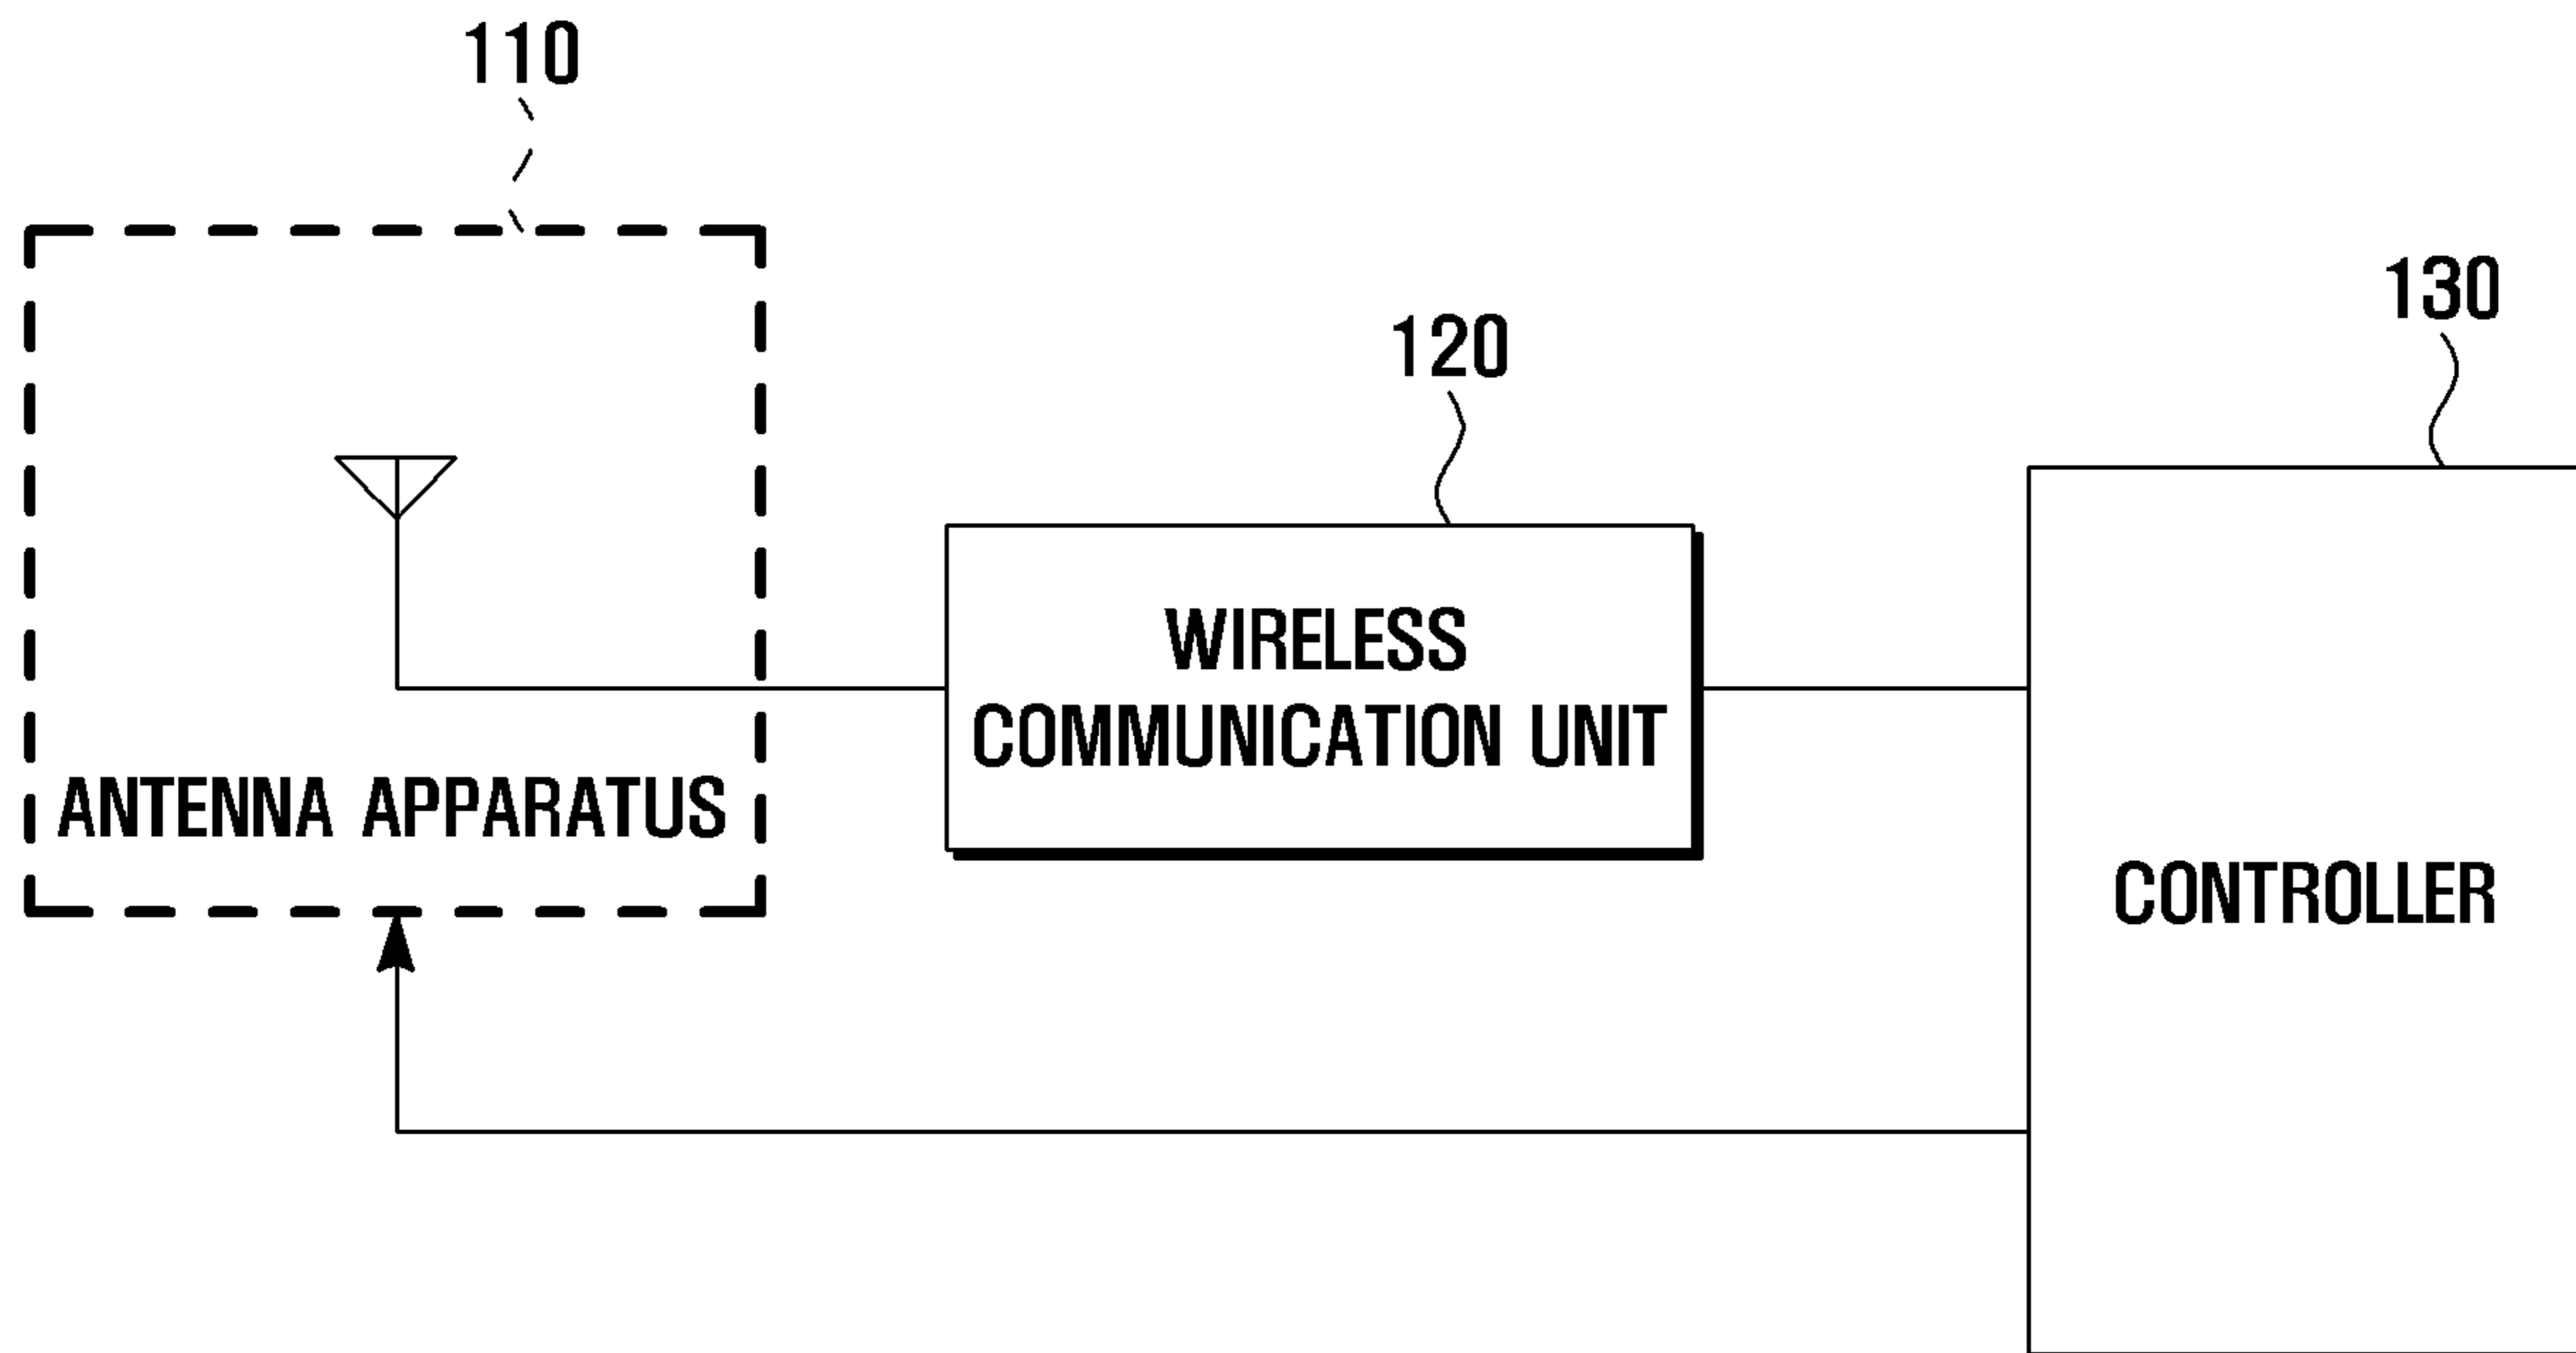 110
120
130
WIRELESS
COMMUNICATION UNIT
ANTENNA APPARATUS
CONTROLLER